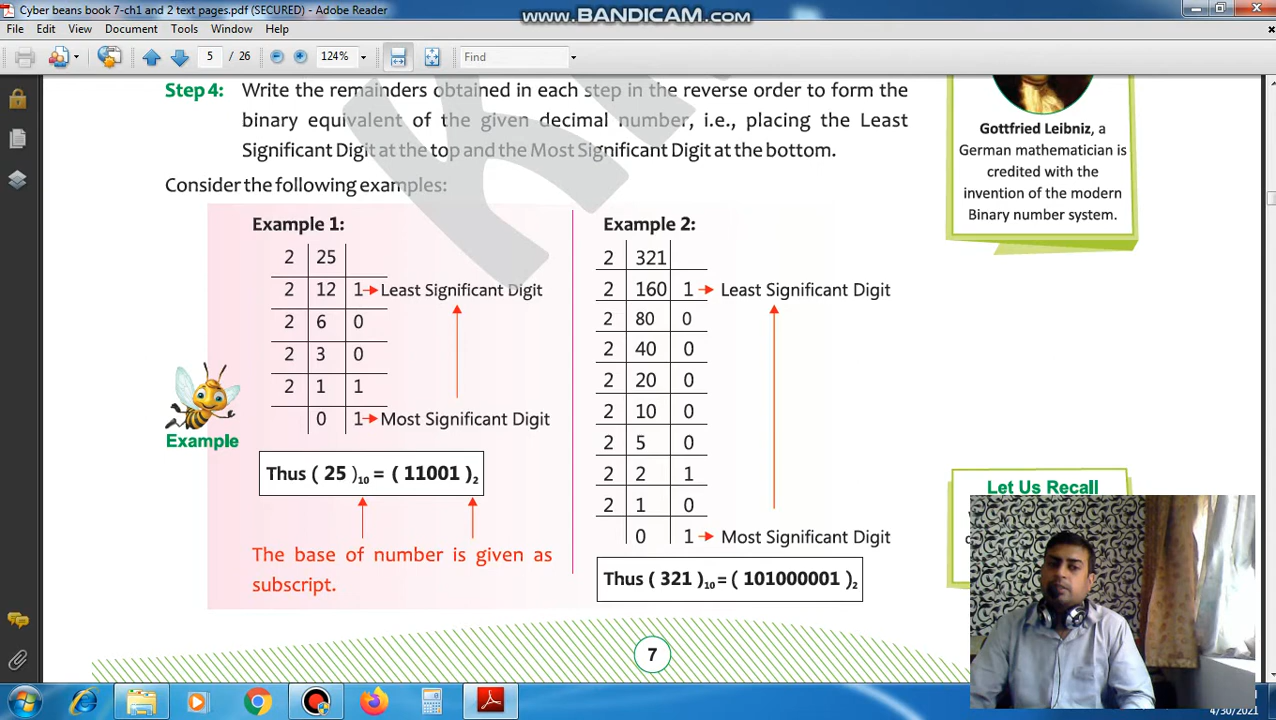 Cyber beans book 7-ch1 and 2 text pages.pdf (SECURED) - Adobe Reader
www.BANDICAM.com
File Edit View Document Tools Window Help
5 / 26 124% Find
Step 4: Write the remainders obtained in each step in the reverse order to form the
binary equivalent of the given decimal number, i.e., placing the Least
Significant Digit at the top and the Most Significant Digit at the bottom.
Consider the following examples:
Gottfried Leibniz, a
German mathematician is
credited with the
invention of the modern
Binary number system.
Example 1:
2 25
2 12 1 Least Significant Digit
2 6 0
2 3 0
2 1 1
0 1 Most Significant Digit
Thus ( 25 )10 = ( 11001 )2
The base of number is given as
subscript.
Example
Example 2:
2 321
2 160 1 Least Significant Digit
2 80 0
2 40 0
2 20 0
2 10 0
2 5 0
2 2 1
2 1 0
0 1 Most Significant Digit
Thus ( 321 )10 = ( 101000001 )2
Let Us Recall
7
4/30/2021